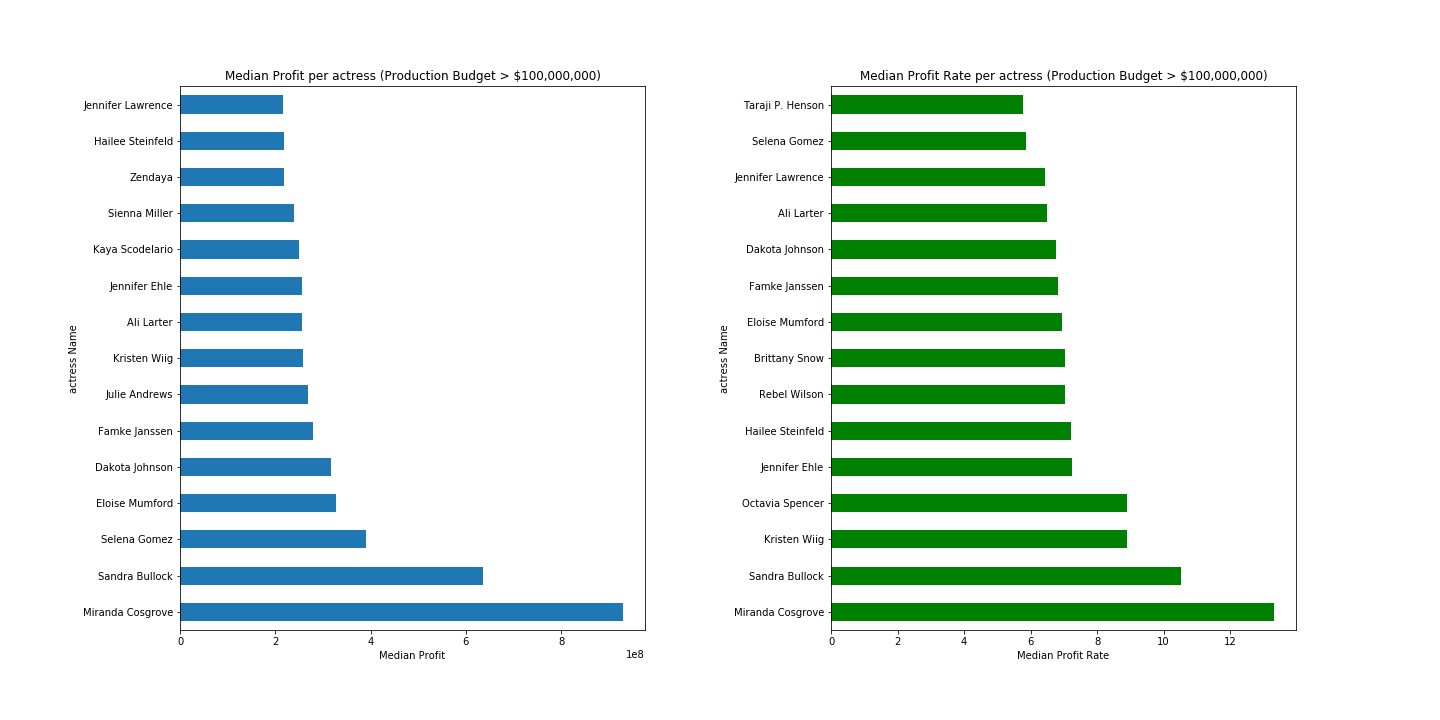 Median Profit per actress (Production Budget > $100,000,000)
Jennifer Lawrence
Hailee Steinfeld
Zendaya
Sienna Miller
Kaya Scodelario
Jennifer Ehle
Ali Larter
Kristen Wiig
Julie Andrews
Famke Janssen
Dakota Johnson
Eloise Mumford
Selena Gomez
Sandra Bullock
Miranda Cosgrove
actress Name
0 2 4 6 8
1e8
Median Profit
Median Profit Rate per actress (Production Budget > $100,000,000)
Taraji P. Henson
Selena Gomez
Jennifer Lawrence
Ali Larter
Dakota Johnson
Famke Janssen
Eloise Mumford
Brittany Snow
Rebel Wilson
Hailee Steinfeld
Jennifer Ehle
Octavia Spencer
Kristen Wiig
Sandra Bullock
Miranda Cosgrove
actress Name
0 2 4 6 8 10 12
Median Profit Rate